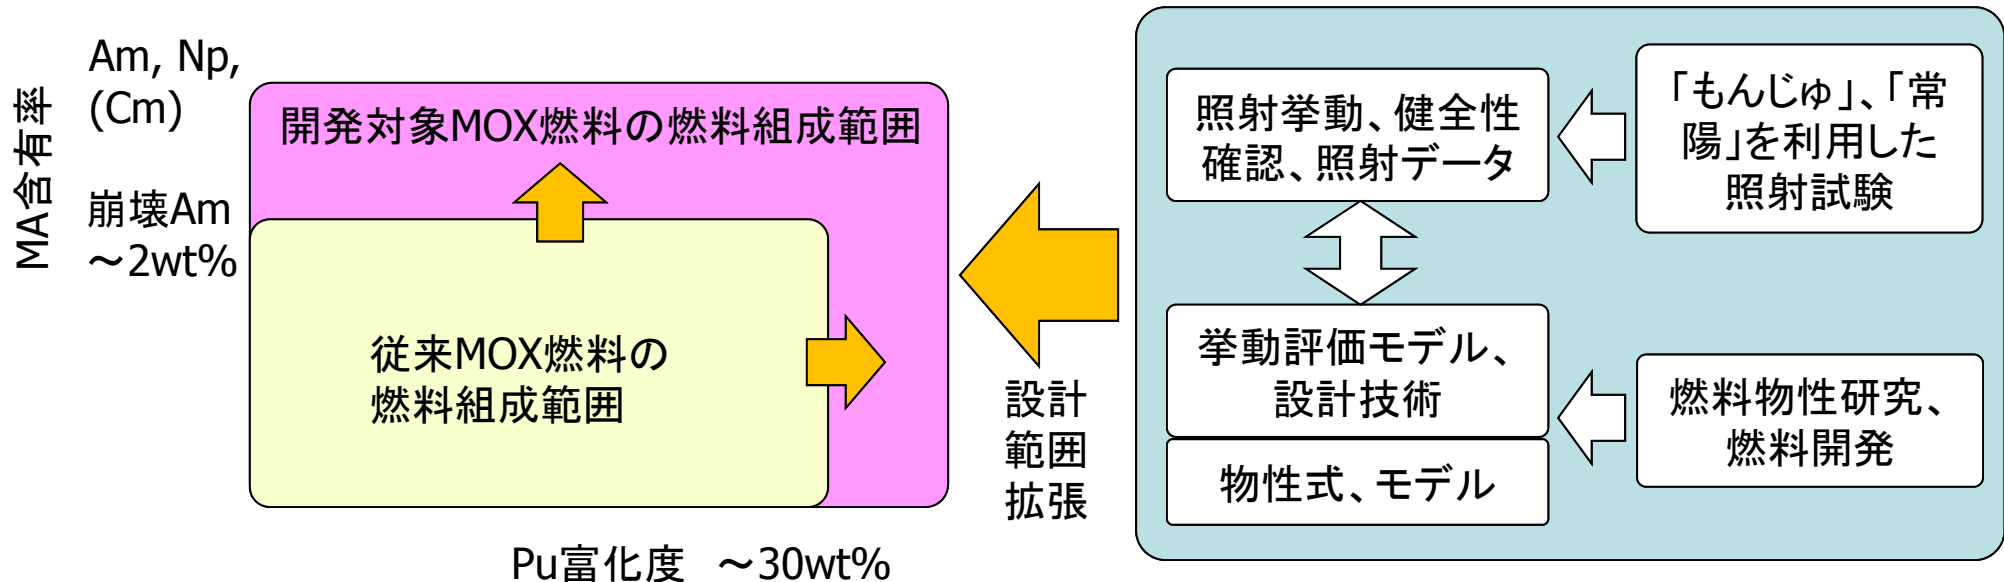 MA含有率
Am, Np,
(Cm)
崩壊Am
～2wt%
開発対象MOX燃料の燃料組成範囲
従来MOX燃料の
燃料組成範囲
Pu富化度　～30wt%
設計
範囲
拡張
照射挙動、健全性
確認、照射データ
「もんじゅ」、「常
陽」を利用した
照射試験
挙動評価モデル、
設計技術
物性式、モデル
燃料物性研究、
燃料開発